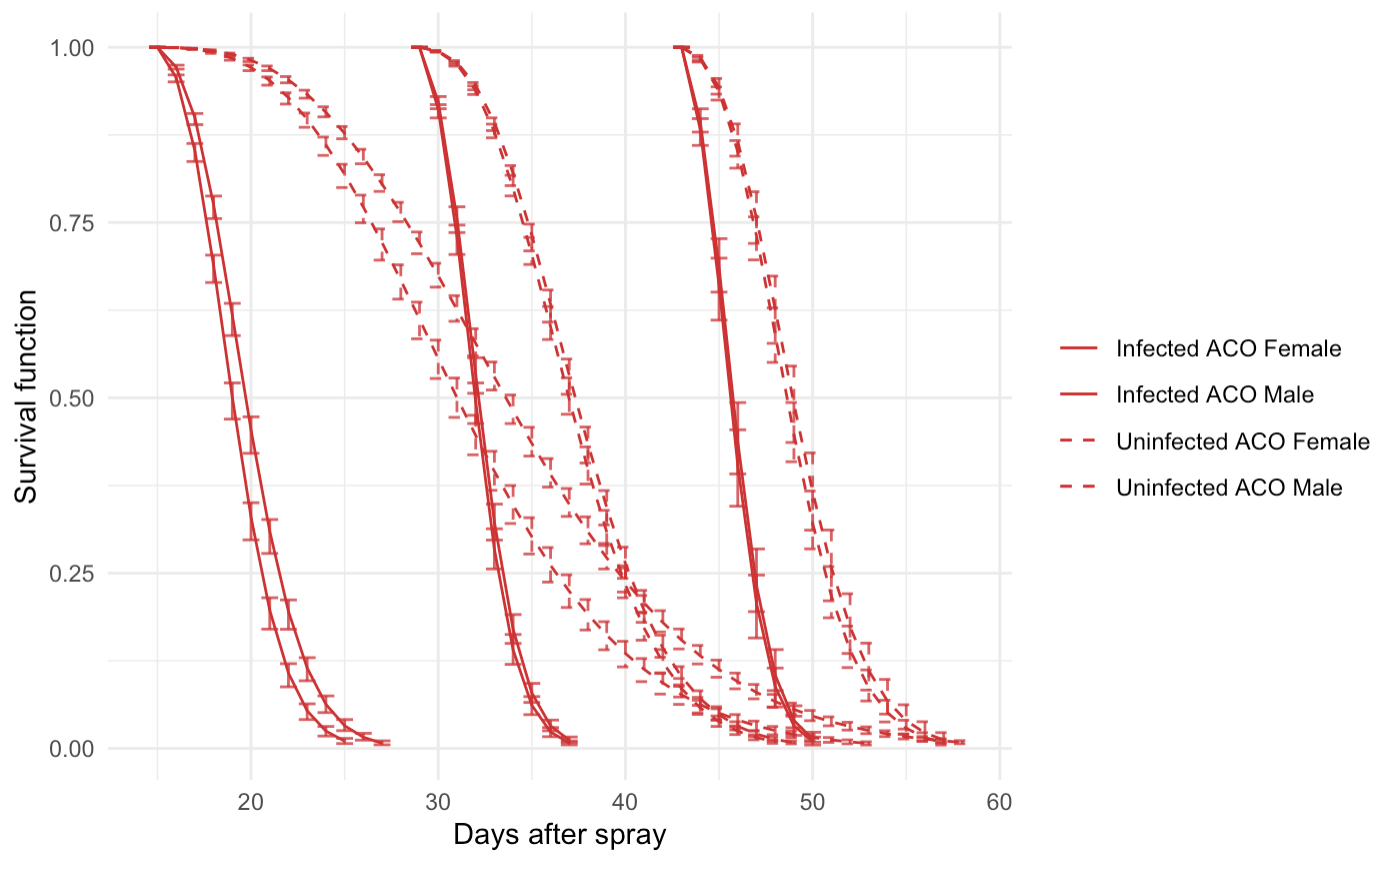 Survival function
1.00
0.75
0.50
0.25
0.00
20 30 40 50 60
Days after spray
Infected ACO Female
Infected ACO Male
Uninfected ACO Female
Uninfected ACO Male